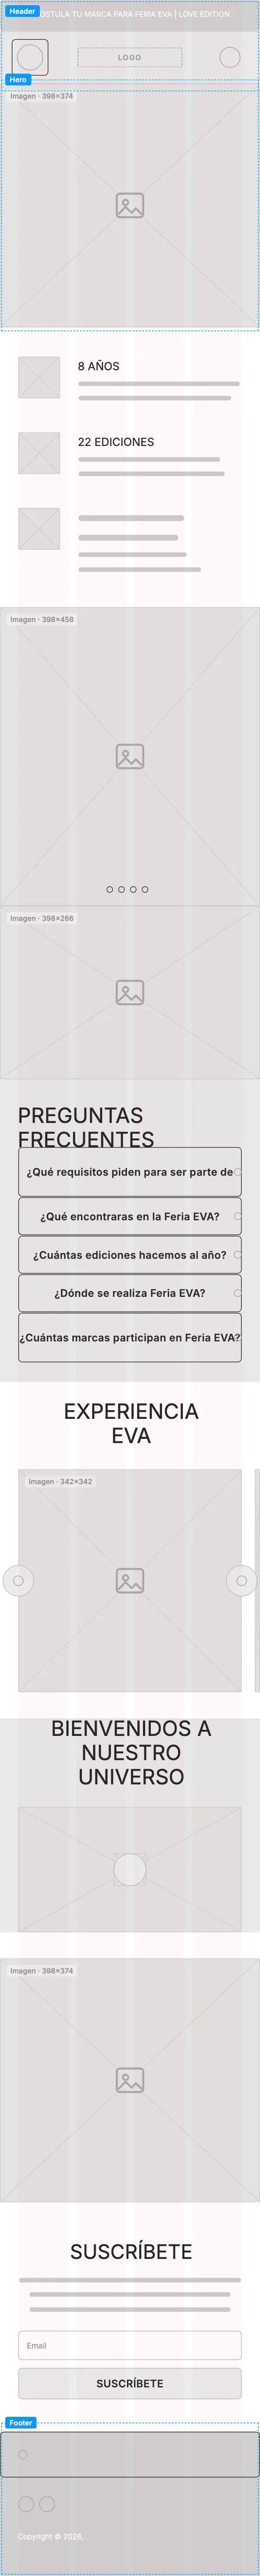 Header
OSTULA TU MARCA PARA FERIA EVA | LOVE EDITION
LOGO
Hero
Imagen · 398×374
8 AÑOS
22 EDICIONES
Imagen · 398×458
Imagen · 398×266
PREGUNTAS
FRECUENTES
¿Qué requisitos piden para ser parte de
¿Qué encontraras en la Feria EVA?
¿Cuántas ediciones hacemos al año?
¿Dónde se realiza Feria EVA?
¿Cuántas marcas participan en Feria EVA?
EXPERIENCIA
EVA
Imagen · 342×342
BIENVENIDOS A
NUESTRO
UNIVERSO
Imagen · 398×374
SUSCRÍBETE
Email
SUSCRÍBETE
Footer
Copyright © 2026, .